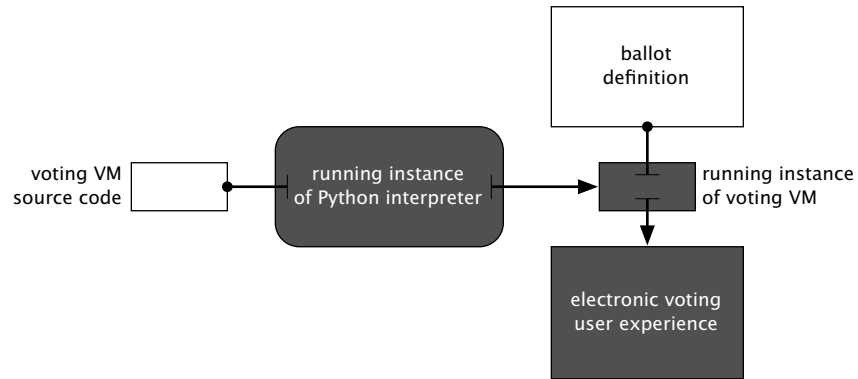 ballot
definition
voting VM
source code
running instance
of Python interpreter
running instance
of voting VM
electronic voting
user experience